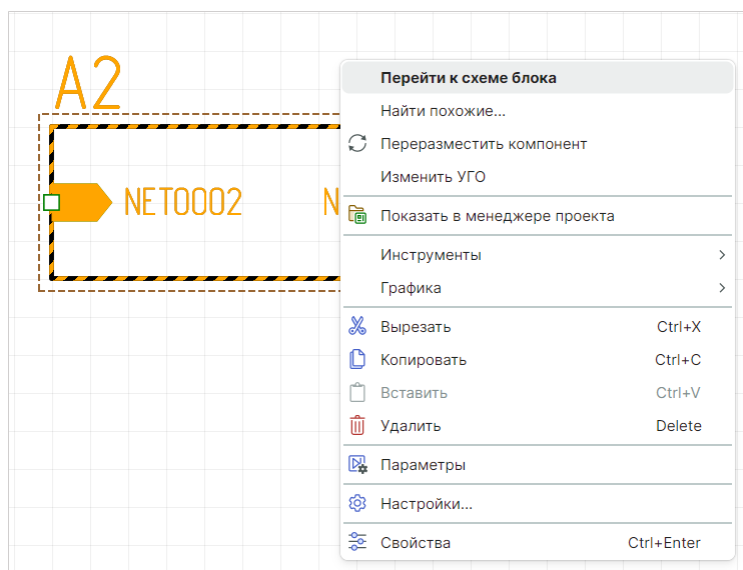 A2
NET0002
N
Перейти к схеме блока
Найти похожие...
Переразместить компонент
Изменить УГО
Показать в менеджере проекта
Инструменты
Графика
Вырезать Ctrl+X
Копировать Ctrl+C
Вставить Ctrl+V
Удалить Delete
Параметры
Настройки...
Свойства Ctrl+Enter